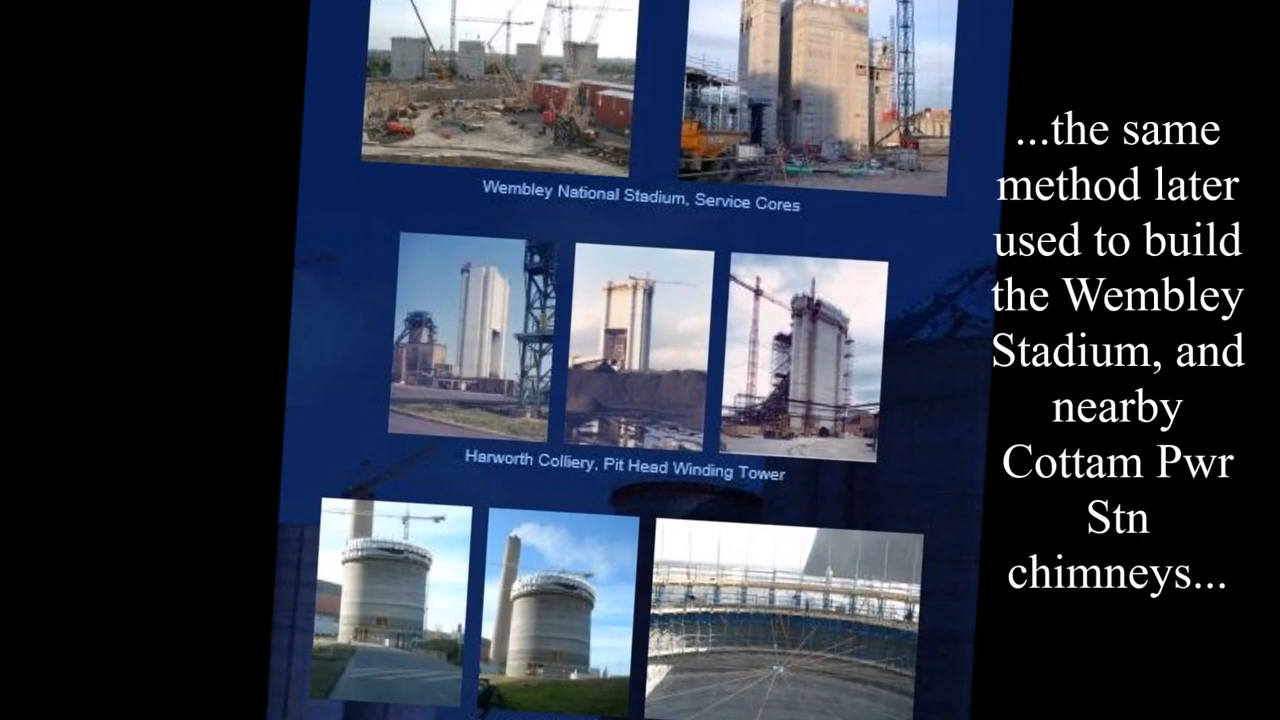 Wembley National Stadium, Service Cores
Harworth Colliery, Pit Head Winding Tower
...the same
method later
used to build
the Wembley
Stadium, and
nearby
Cottam Pwr
Stn
chimneys...